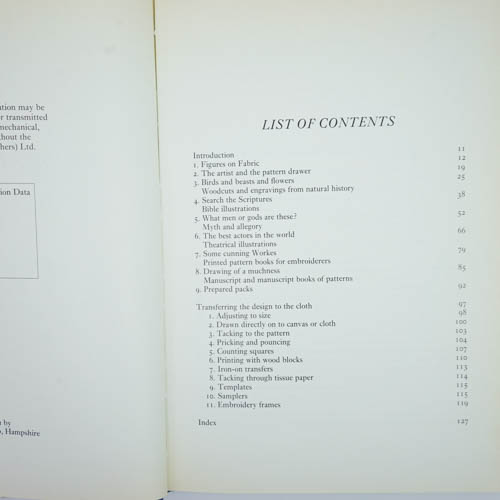 ation may be
r transmitted
mechanical,
thout the
hers) Ltd.
ion Data
by
, Hampshire
LIST OF CONTENTS
Introduction 11
1. Figures on Fabric 12
2. The artist and the pattern drawer 19
3. Birds and beasts and flowers 25
Woodcuts and engravings from natural history
4. Search the Scriptures 38
Bible illustrations
5. What men or gods are these? 52
Myth and allegory
6. The best actors in the world 66
Theatrical illustrations
7. Some cunning Workes 79
Printed pattern books for embroiderers
8. Drawing of a muchness 85
Manuscript and manuscript books of patterns
9. Prepared packs 92
Transferring the design to the cloth 97
1. Adjusting to size 98
2. Drawn directly on to canvas or cloth 100
3. Tacking to the pattern 103
4. Pricking and pouncing 104
5. Counting squares 107
6. Printing with wood blocks 110
7. Iron-on transfers 113
8. Tacking through tissue paper 114
9. Templates 115
10. Samplers 115
11. Embroidery frames 119
Index 127